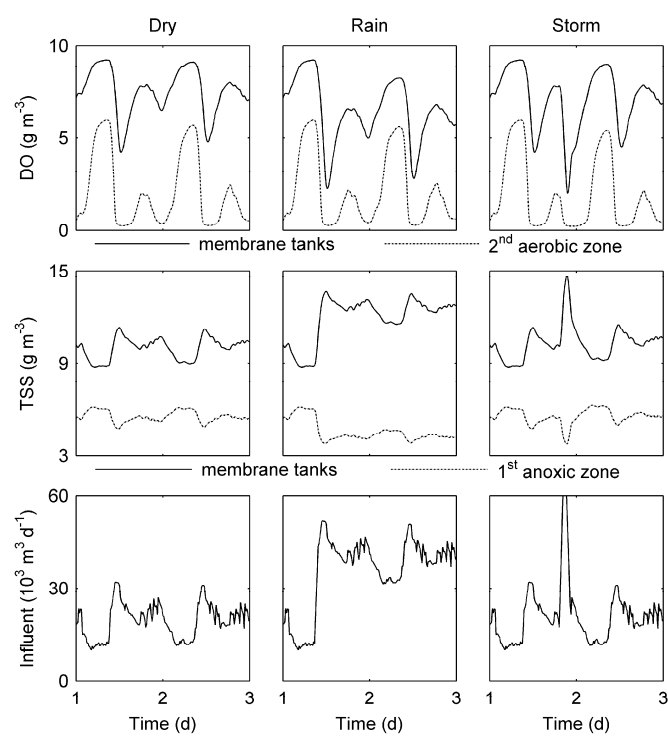 Dry Rain Storm
10
5
0
DO (g m⁻³)
membrane tanks 2ⁿᵈ aerobic zone
15
9
3
TSS (g m⁻³)
membrane tanks 1ˢᵗ anoxic zone
60
30
0
Influent (10³ m³ d⁻¹)
1 2 3 1 2 3 1 2 3
Time (d) Time (d) Time (d)